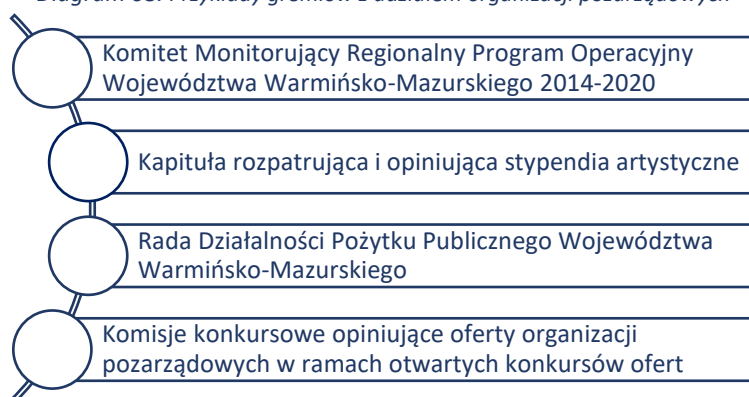 Komitet Monitorujący Regionalny Program Operacyjny
Województwa Warmińsko-Mazurskiego 2014-2020
Kapituła rozpatrująca i opiniująca stypendia artystyczne
Rada Działalności Pożytku Publicznego Województwa
Warmińsko-Mazurskiego
Komisje konkursowe opiniujące oferty organizacji
pozarządowych w ramach otwartych konkursów ofert